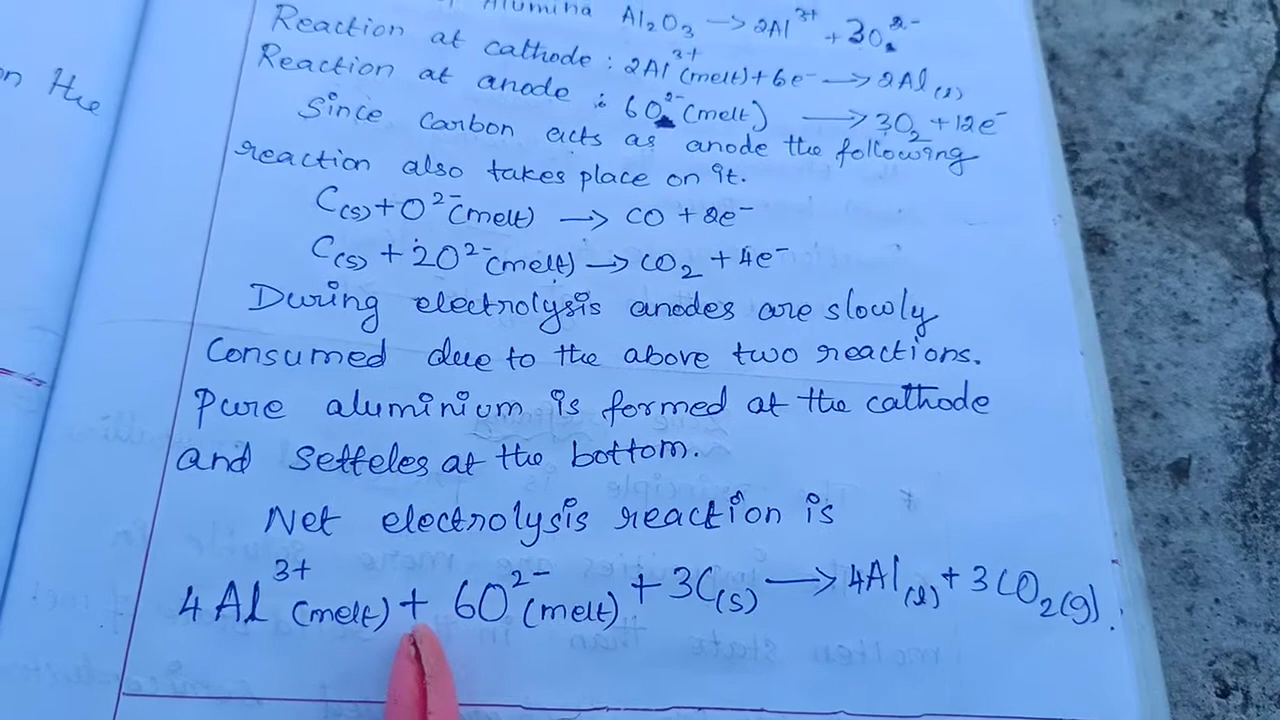 Alumina Al₂O₃ → 2Al³⁺ + 3O²⁻
Reaction at cathode : 2Al³⁺(melt) + 6e⁻ → 2Al(l)
Reaction at anode : 6O²⁻(melt) → 3O₂ + 12e⁻
Since carbon acts as anode the following
reaction also takes place on it.
C(s) + O²⁻(melt) → CO + 2e⁻
C(s) + 2O²⁻(melt) → CO₂ + 4e⁻
During electrolysis anodes are slowly
Consumed due to the above two reactions.
Pure aluminium is formed at the cathode
and Setteles at the bottom.
Net electrolysis reaction is
4Al³⁺(melt) + 6O²⁻(melt) + 3C(s) → 4Al(l) + 3CO₂(g).
the